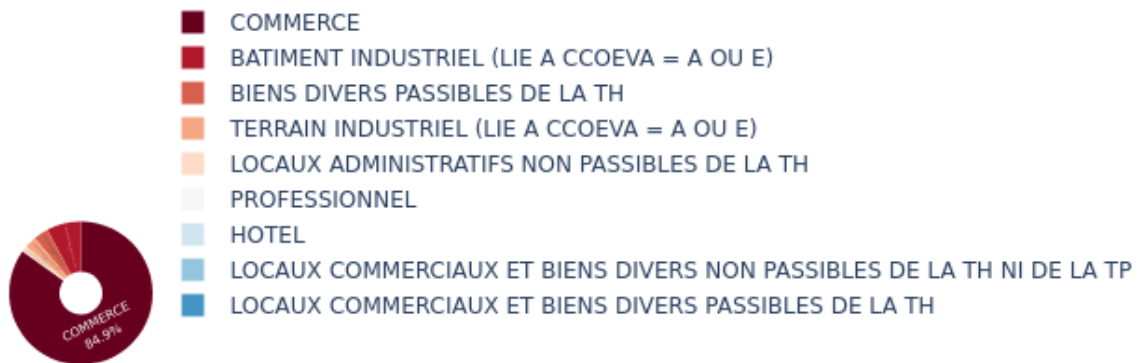 COMMERCE
BATIMENT INDUSTRIEL (LIE A CCOEVA = A OU E)
BIENS DIVERS PASSIBLES DE LA TH
TERRAIN INDUSTRIEL (LIE A CCOEVA = A OU E)
LOCAUX ADMINISTRATIFS NON PASSIBLES DE LA TH
PROFESSIONNEL
HOTEL
LOCAUX COMMERCIAUX ET BIENS DIVERS NON PASSIBLES DE LA TH NI DE LA TP
LOCAUX COMMERCIAUX ET BIENS DIVERS PASSIBLES DE LA TH
COMMERCE
84.9%